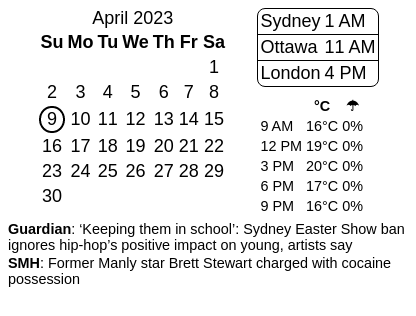 April 2023
Su Mo Tu We Th Fr Sa
1
2 3 4 5 6 7 8
9 10 11 12 13 14 15
16 17 18 19 20 21 22
23 24 25 26 27 28 29
30
Sydney 1 AM
Ottawa 11 AM
London 4 PM
°C ☂
9 AM 16°C 0%
12 PM 19°C 0%
3 PM 20°C 0%
6 PM 17°C 0%
9 PM 16°C 0%
Guardian: ‘Keeping them in school’: Sydney Easter Show ban
ignores hip-hop’s positive impact on young, artists say
SMH: Former Manly star Brett Stewart charged with cocaine
possession